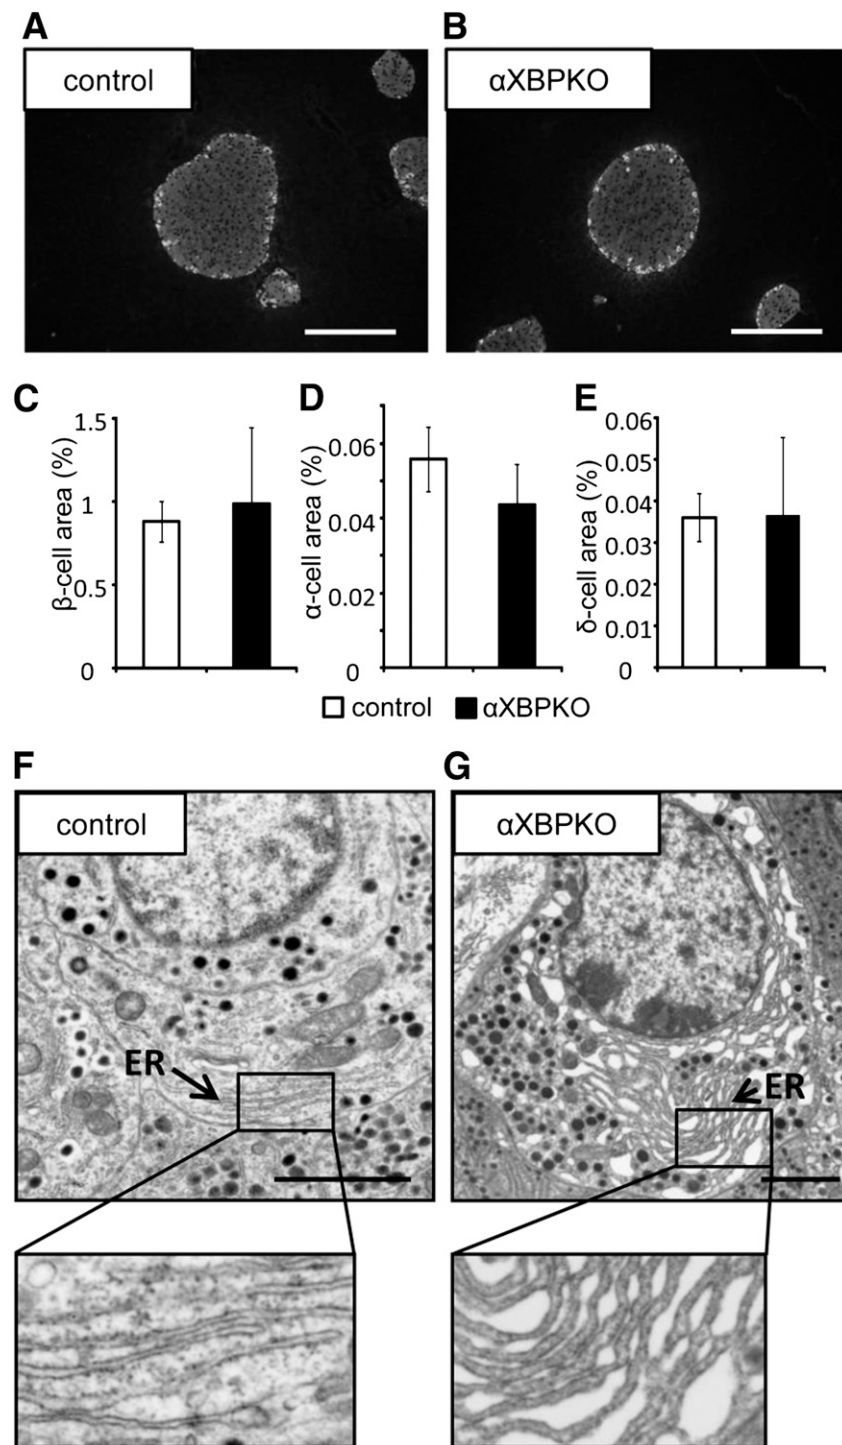 A
control
B
αXBPKO
C
β-cell area (%)
1.5
1
0.5
0
D
α-cell area (%)
0.06
0.04
0.02
0
E
δ-cell area (%)
0.06
0.05
0.04
0.03
0.02
0.01
0
control αXBPKO
F
control
ER
G
αXBPKO
ER